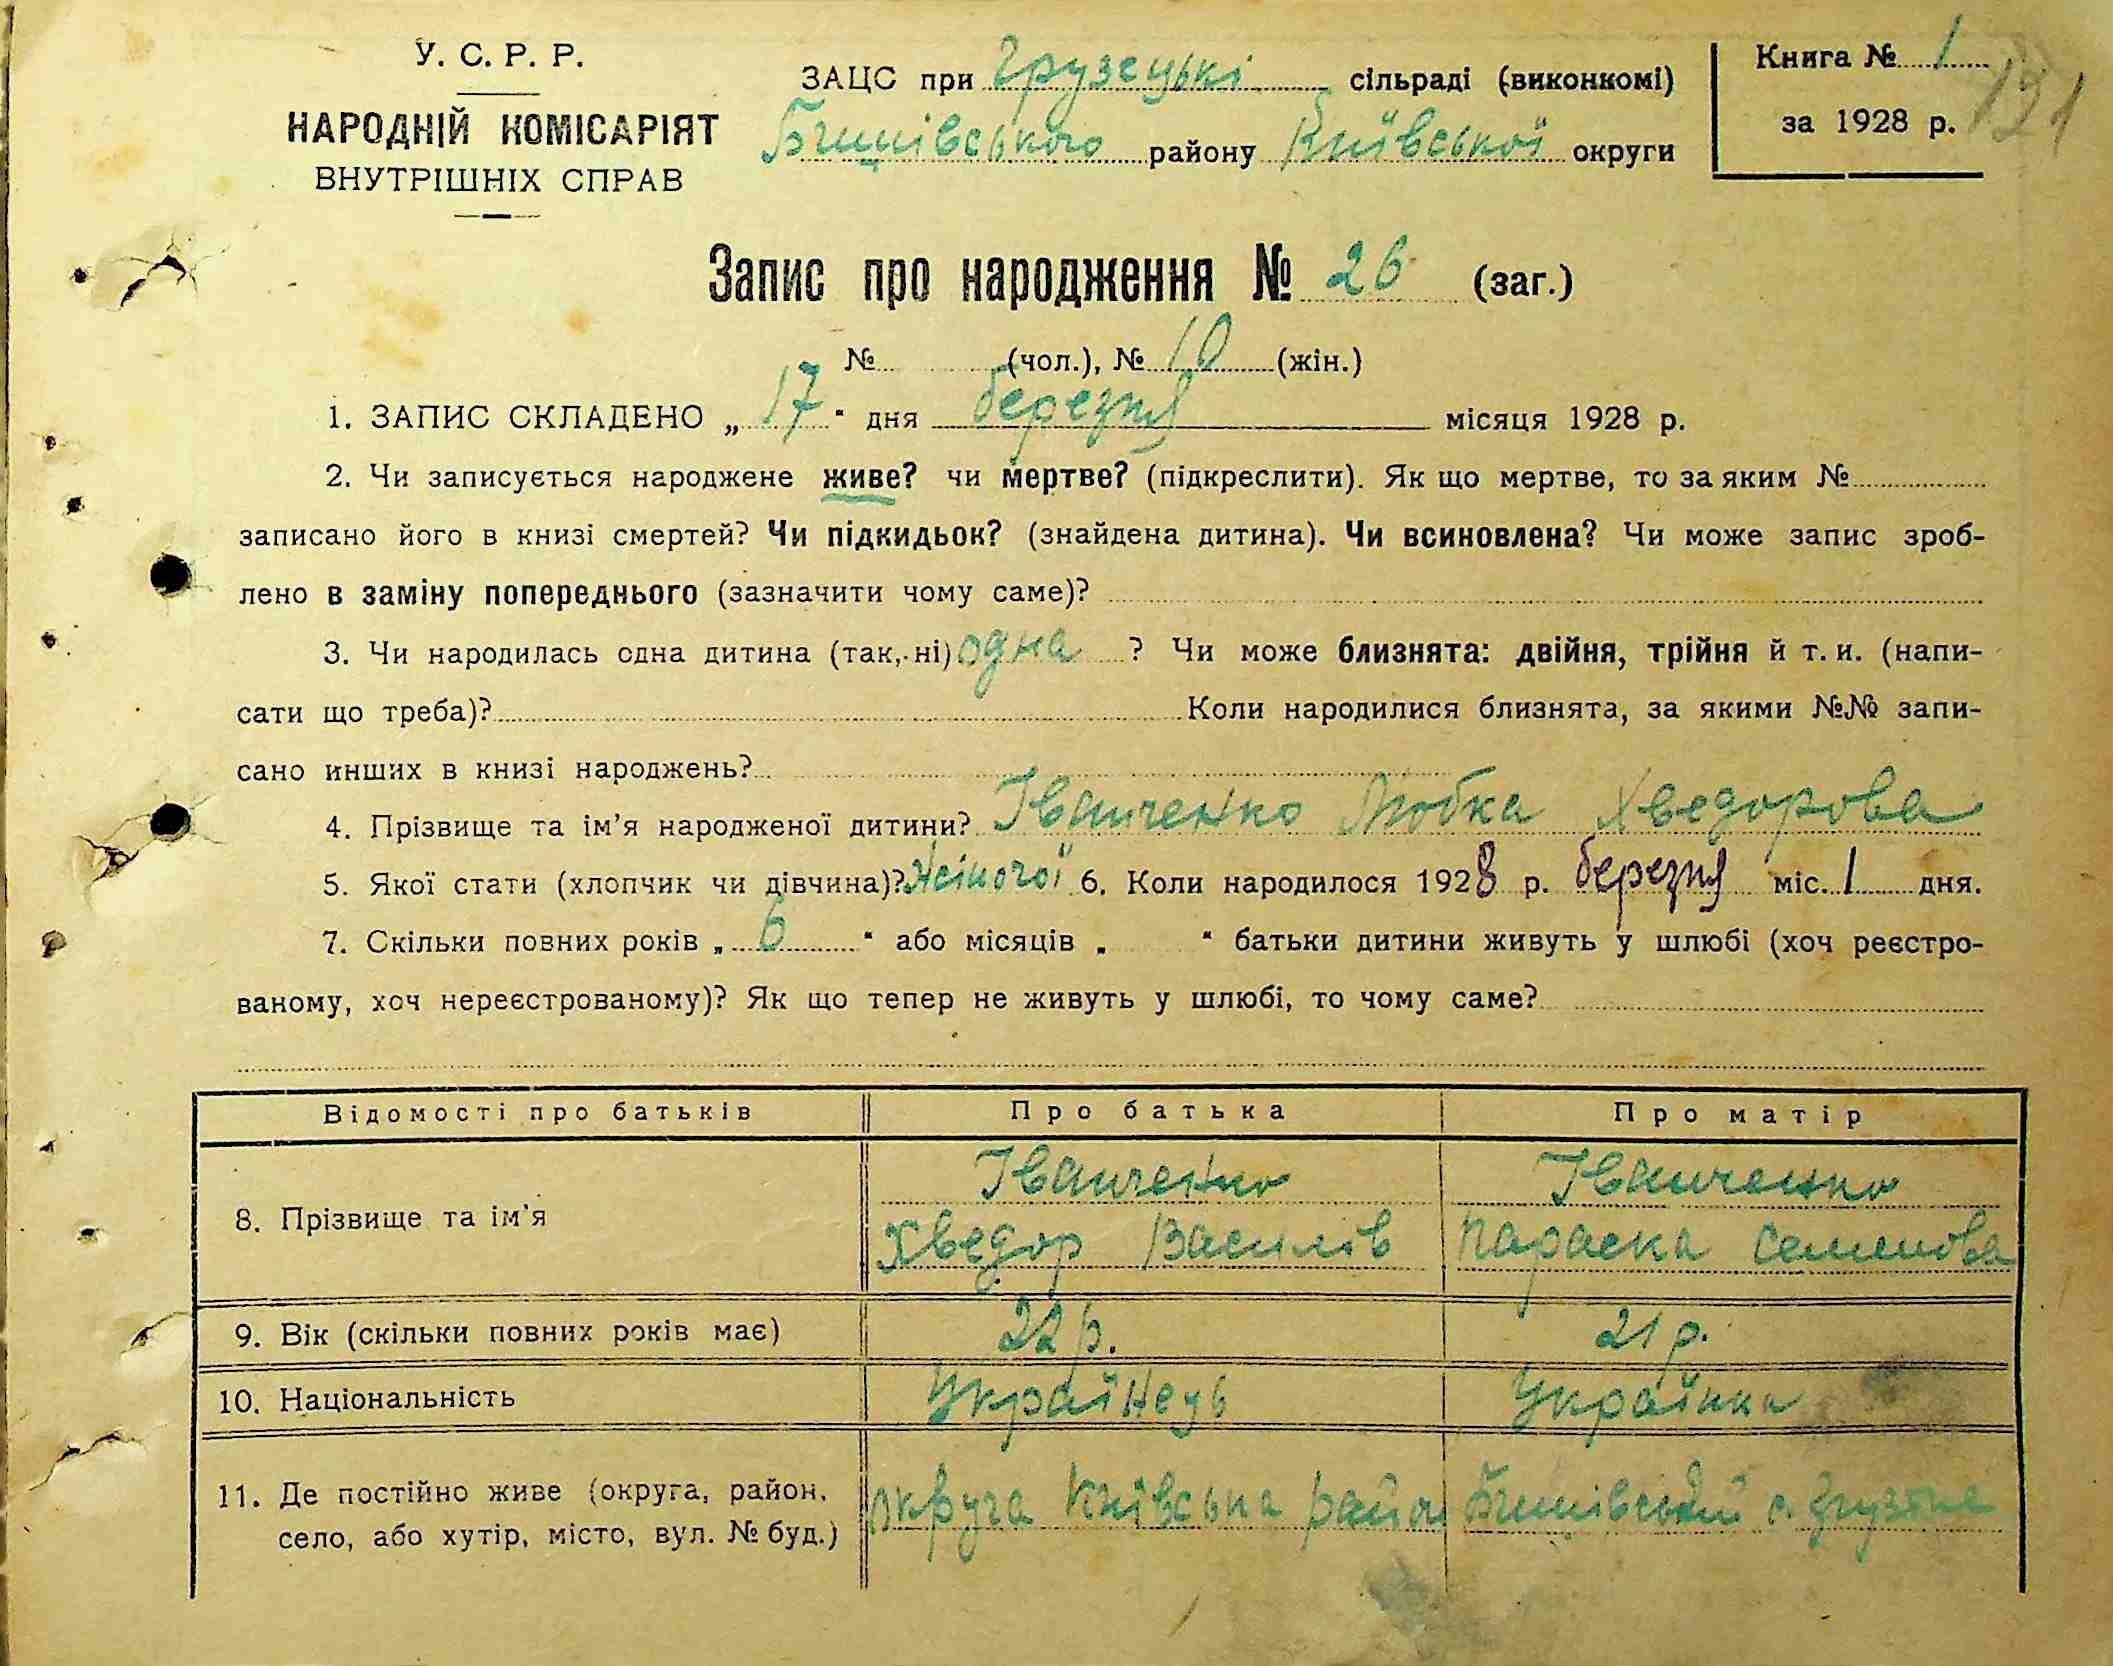 У. С. Р. Р.
НАРОДНІЙ КОМІСАРІЯТ
ВНУТРІШНІХ СПРАВ
ЗАЦС при Грузецькі сільраді (виконкомі)
Бишівського району Київської округи
Книга № 1
за 1928 р.
131
Запис про народження № 26 (заг.)
№ (чол.), № 10 (жін.)
1. ЗАПИС СКЛАДЕНО „ 17 " дня березня місяця 1928 р.
2. Чи записується народжене живе? чи мертве? (підкреслити). Як що мертве, то за яким №
записано його в книзі смертей? Чи підкидьок? (знайдена дитина). Чи всиновлена? Чи може запис зроб-
лено в заміну попереднього (зазначити чому саме)?
3. Чи народилась одна дитина (так, ні) одна ? Чи може близнята: двійня, трійня й т. и. (напи-
сати що треба)? Коли народилися близнята, за якими №№ запи-
сано инших в книзі народжень?
4. Прізвище та ім'я народженої дитини? Іванченко Любка Хведорова
5. Якої стати (хлопчик чи дівчина)? Жіночої 6. Коли народилося 1928 р. березня міс. 1 дня.
7. Скільки повних років „ 6 " або місяців „ " батьки дитини живуть у шлюбі (хоч реєстро-
ваному, хоч нереєстрованому)? Як що тепер не живуть у шлюбі, то чому саме?
Відомості про батьків Про батька Про матір
8. Прізвище та ім'я Іванченко Хведор Василів Іванченко Параска Семенова
9. Вік (скільки повних років має) 22 р. 21 р.
10. Національність Українець Українка
11. Де постійно живе (округа, район, село, або хутір, місто, вул. № буд.) округа Київська район Бишівський с. Грузьке